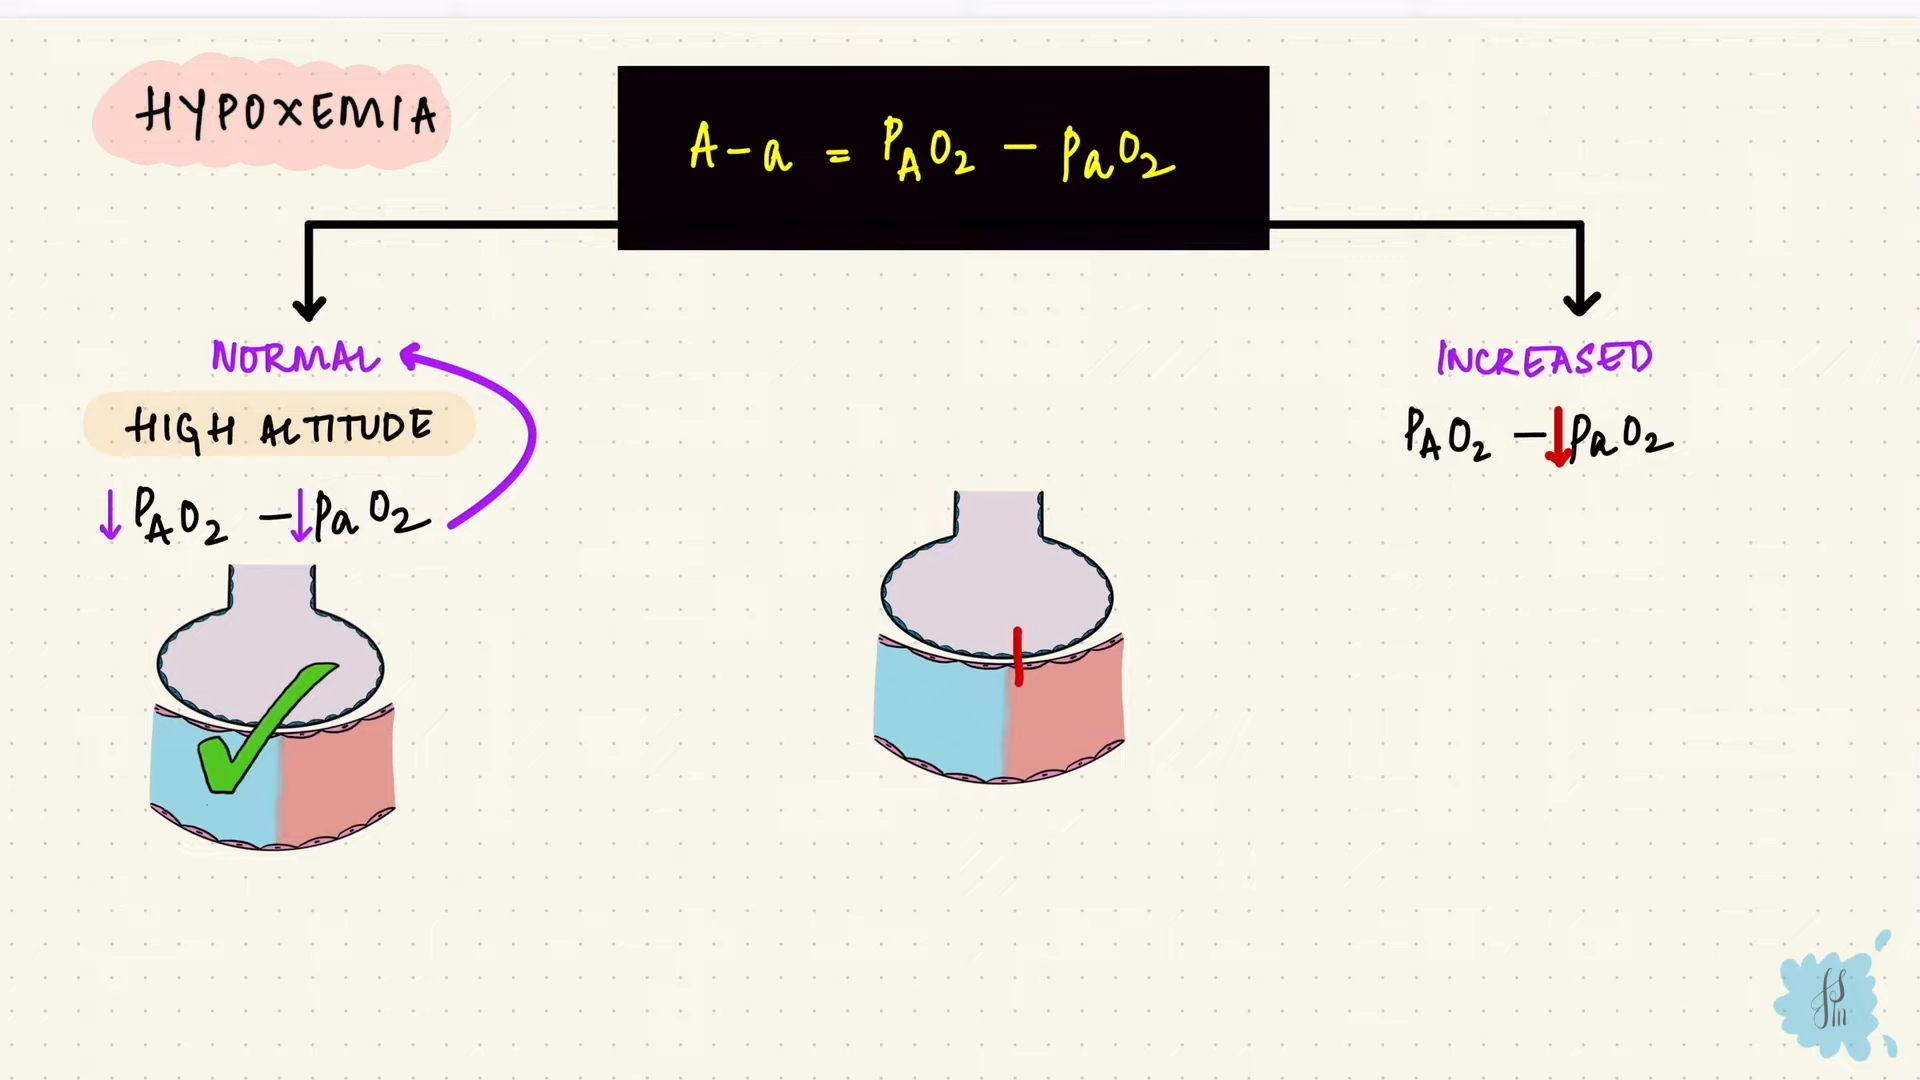 HYPOXEMIA
A-a = PAO2 - PaO2
NORMAL
HIGH ALTITUDE
↓PAO2 -↓PaO2
INCREASED
PAO2 -↓PaO2